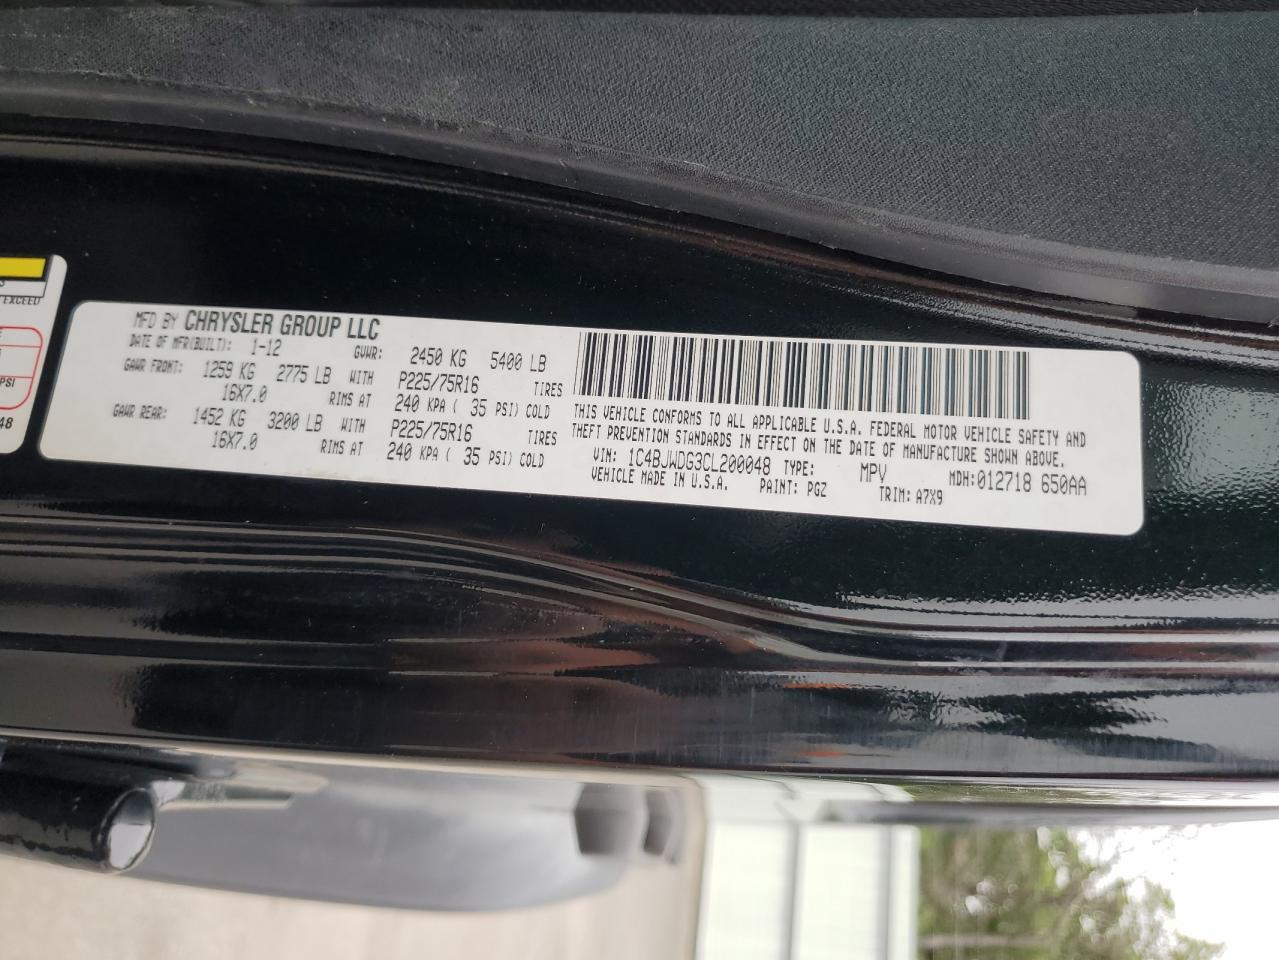 S
EXCEED
E
PSI
48
MFD BY CHRYSLER GROUP LLC
DATE OF MFR(BUILT): 1-12 GVWR: 2450 KG 5400 LB
GAWR FRONT: 1259 KG 2775 LB WITH P225/75R16 TIRES
16X7.0 RIMS AT 240 KPA ( 35 PSI) COLD
GAWR REAR: 1452 KG 3200 LB WITH P225/75R16 TIRES
16X7.0 RIMS AT 240 KPA ( 35 PSI) COLD
THIS VEHICLE CONFORMS TO ALL APPLICABLE U.S.A. FEDERAL MOTOR VEHICLE SAFETY AND
THEFT PREVENTION STANDARDS IN EFFECT ON THE DATE OF MANUFACTURE SHOWN ABOVE.
VIN: 1C4BJWDG3CL200048 TYPE: MPV MDH:012718 650AA
VEHICLE MADE IN U.S.A. PAINT: PGZ TRIM: A7X9